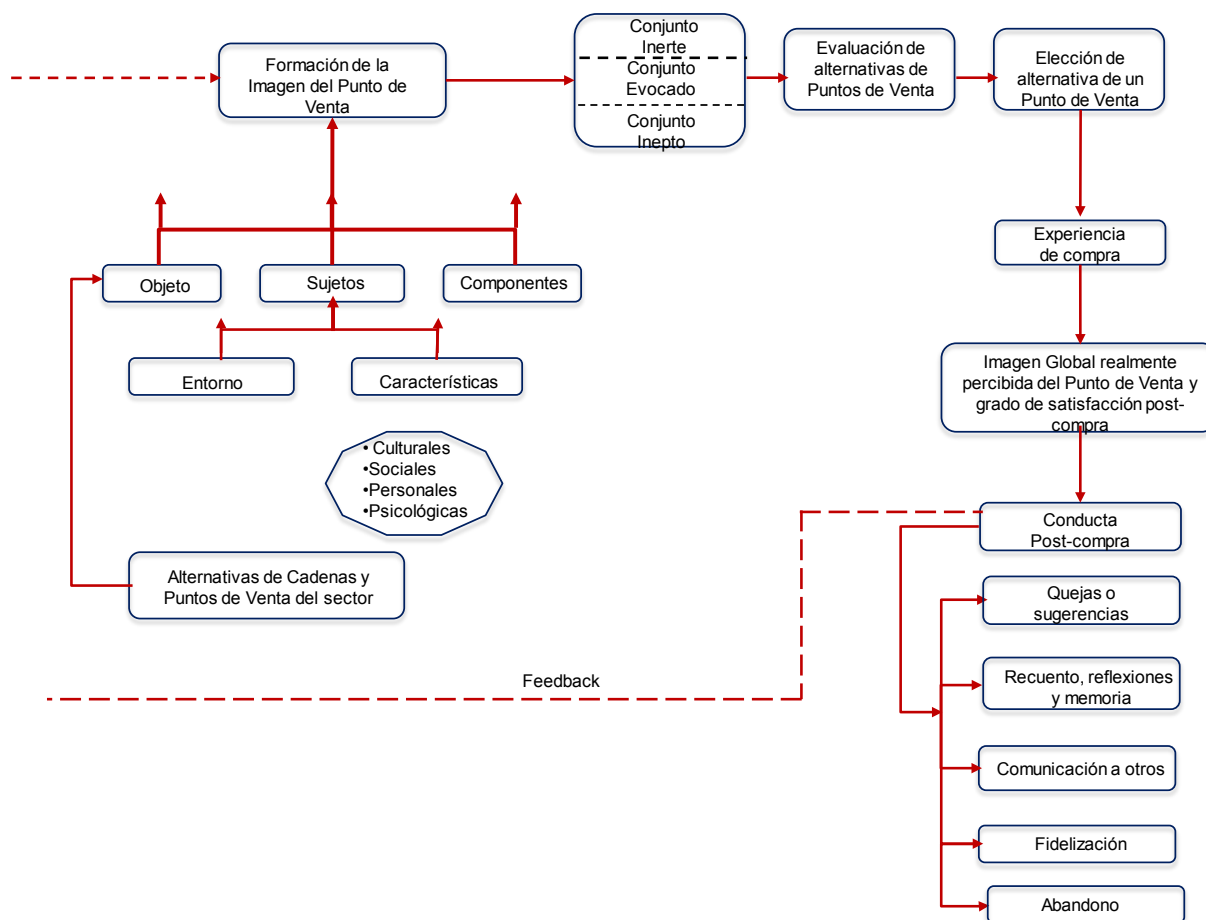 Formación de la
Imagen del Punto de
Venta
Conjunto
Inerte
Conjunto
Evocado
Conjunto
Inepto
Evaluación de
alternativas de
Puntos de Venta
Elección de
alternativa de un
Punto de Venta
Experiencia
de compra
Objeto
Sujetos
Componentes
Entorno
Características
Imagen Global realmente
percibida del Punto de Venta y
grado de satisfacción post-
compra
• Culturales
•Sociales
•Personales
•Psicológicas
Conducta
Post-compra
Alternativas de Cadenas y
Puntos de Venta del sector
Quejas o
sugerencias
Feedback
Recuento, reflexiones
y memoria
Comunicación a otros
Fidelización
Abandono